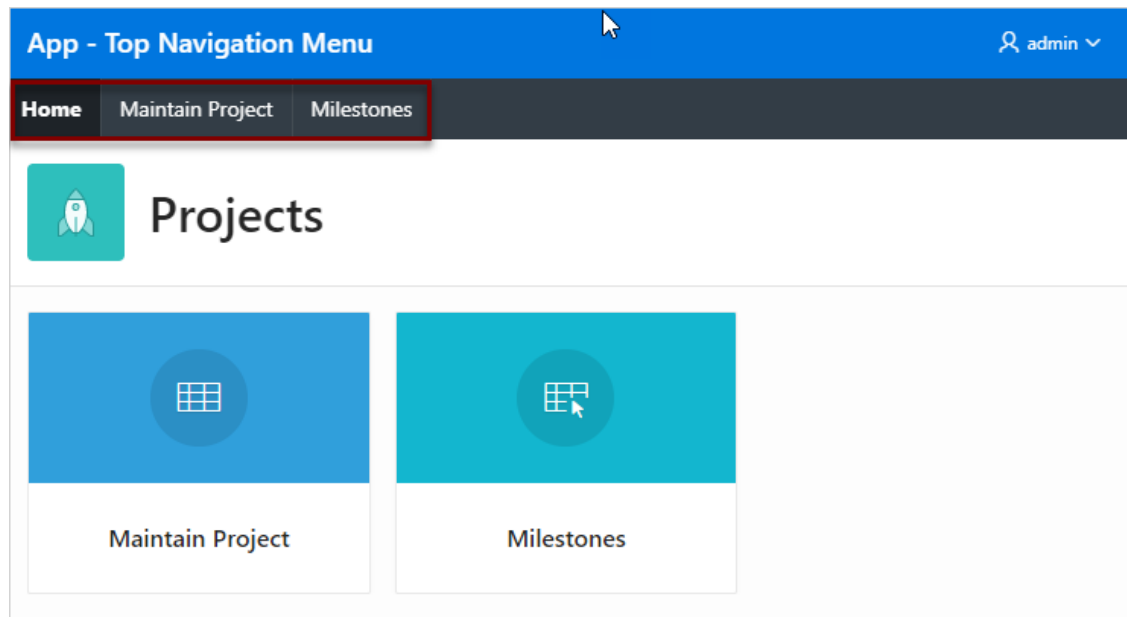 App - Top Navigation Menu admin
Home Maintain Project Milestones
Projects
Maintain Project Milestones